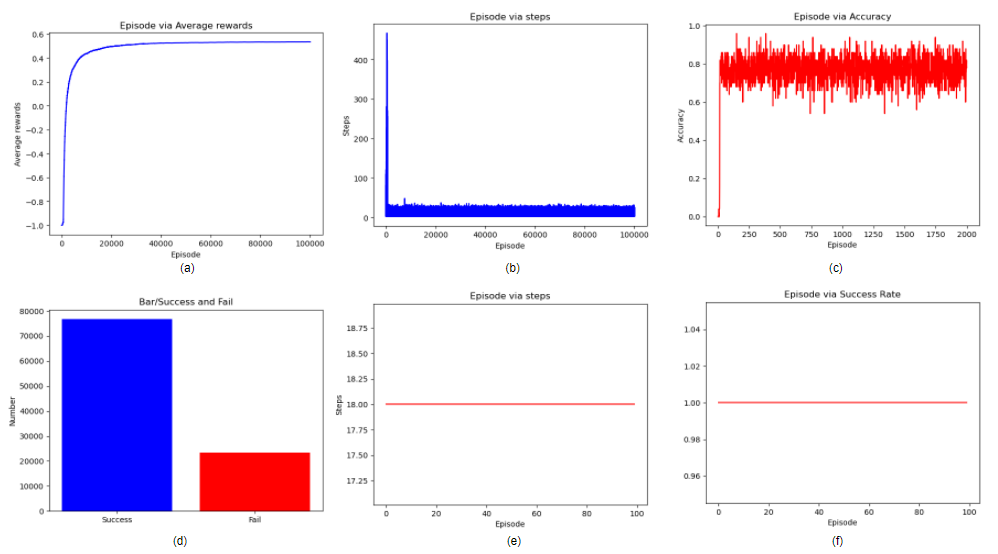 Episode via Average rewards
0.6
0.4
0.2
0.0
−0.2
−0.4
−0.6
−0.8
−1.0
Average rewards
0 20000 40000 60000 80000 100000
Episode
(a)
Episode via steps
400
300
200
100
0
Steps
0 20000 40000 60000 80000 100000
Episode
(b)
Episode via Accuracy
1.0
0.8
0.6
0.4
0.2
0.0
Accuracy
0 250 500 750 1000 1250 1500 1750 2000
Episode
(c)
Bar/Success and Fail
80000
70000
60000
50000
40000
30000
20000
10000
0
Number
Success Fail
(d)
Episode via steps
18.75
18.50
18.25
18.00
17.75
17.50
17.25
Steps
0 20 40 60 80 100
Episode
(e)
Episode via Success Rate
1.04
1.02
1.00
0.98
0.96
0 20 40 60 80 100
Episode
(f)